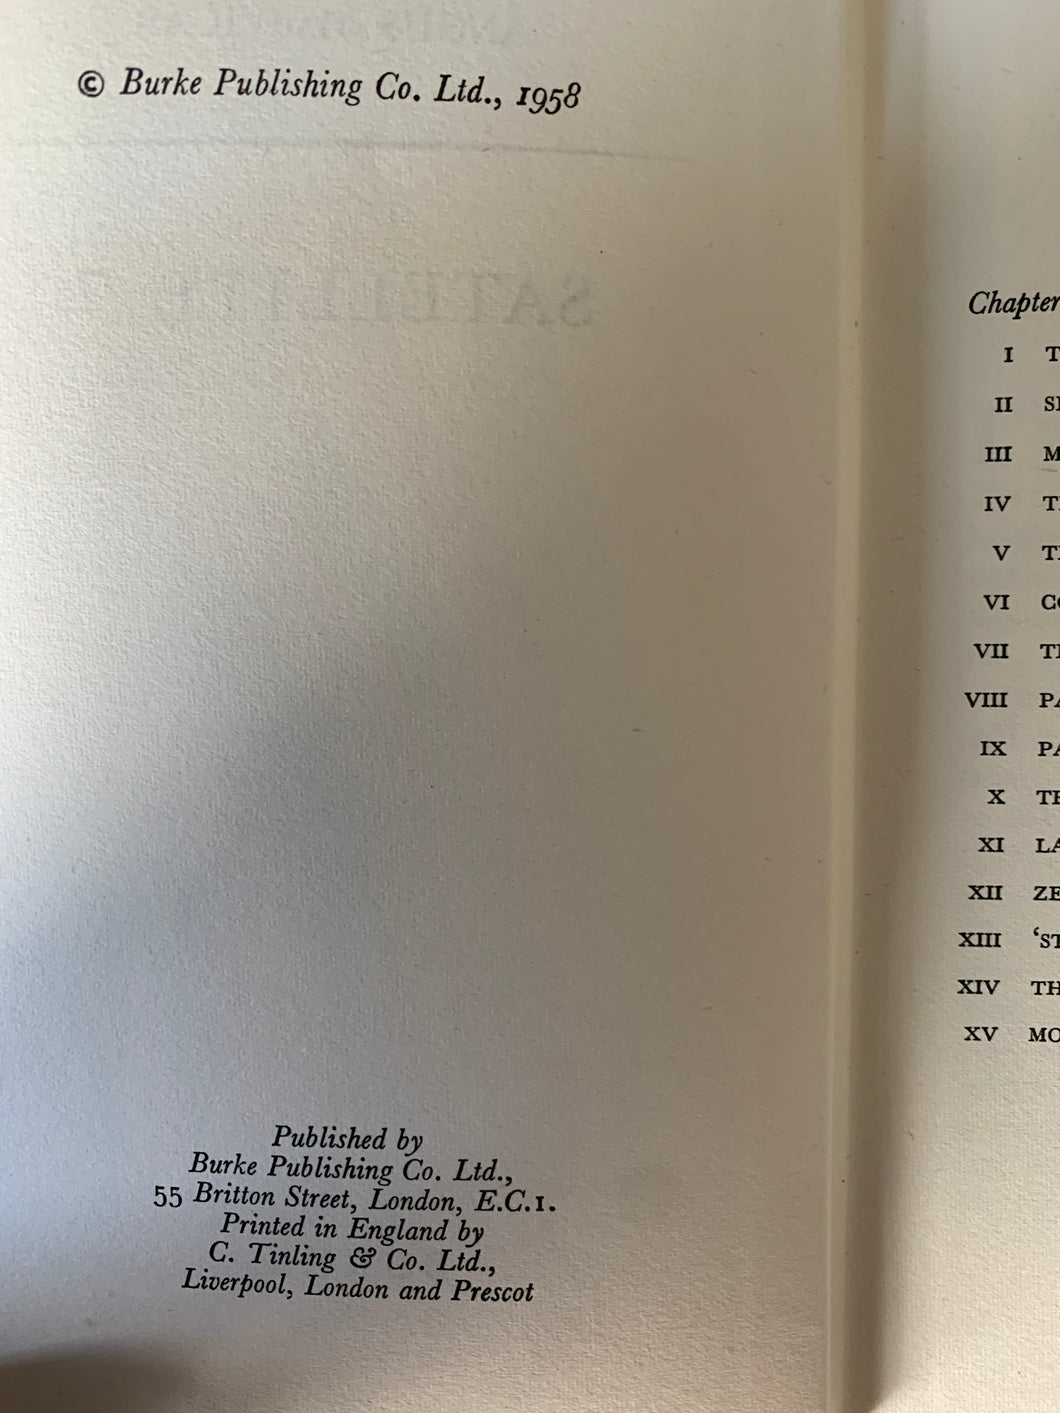 © Burke Publishing Co. Ltd., 1958
Published by
Burke Publishing Co. Ltd.,
55 Britton Street, London, E.C.1.
Printed in England by
C. Tinling & Co. Ltd.,
Liverpool, London and Prescot
Chapter
I
II
III
IV
V
VI
VII
VIII
IX
X
XI
XII
XIII
XIV
XV